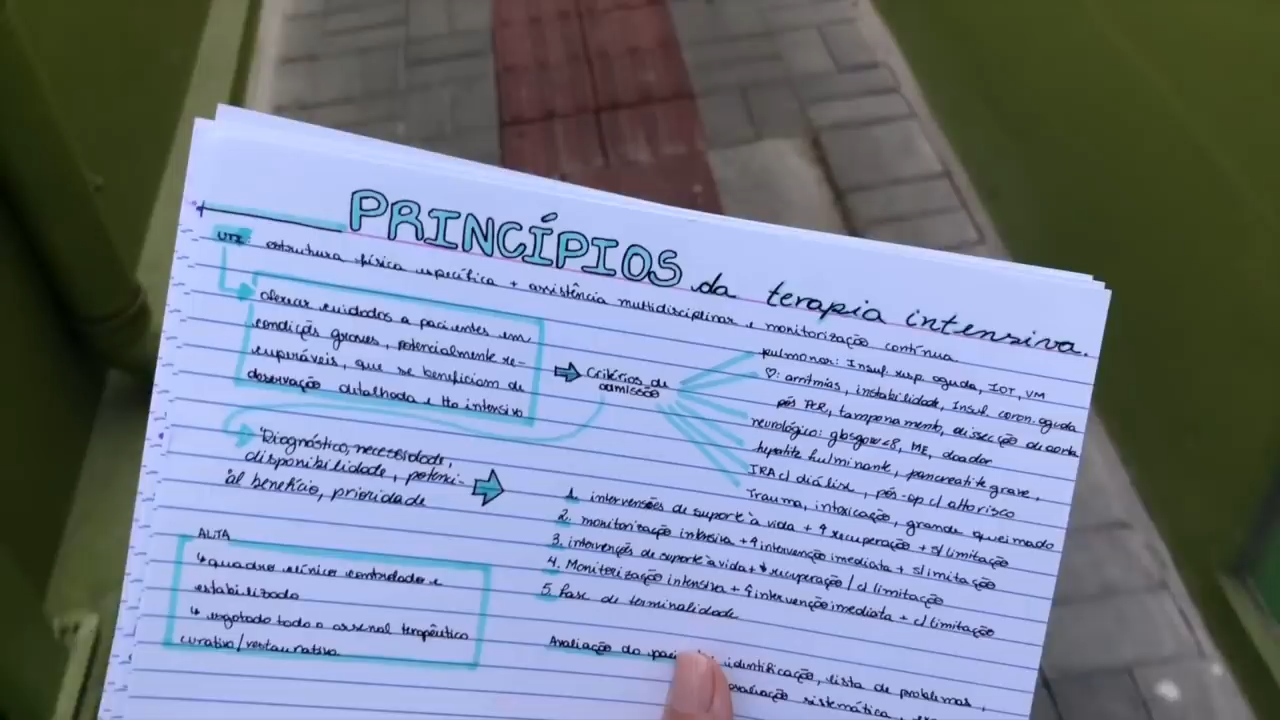 PRINCÍPIOS da terapia intensiva.
UTI: estrutura física específica + assistência multidisciplinar e monitorização contínua
oferecer cuidados a pacientes em
condição graves, potencialmente re-
cuperáveis, que se beneficiam de
observação detalhada e tto intensivo
Critérios de
admissão
pulmonar: Insuf. resp. aguda, IOT, VM
♡: arritmias, instabilidade, Insuf. coron. aguda
pós PCR, tamponamento, dissecção de aorta
neurológico: glasgow<8, ME, doador
hepatite fulminante, pancreatite grave.
IRA c/ diálise, pós-op c/ alto risco
Trauma, intoxicação, grande queimado
Diagnóstico, necessidade,
disponibilidade, potenci-
al benefício, prioridade
1. intervensões de suporte à vida + ↑ recuperação + s/ limitação
2. monitorização intensiva + ↑ intervenção imediata + s/ limitação
3. intervenções de suporte à vida + ↓ recuperação / c/ limitação
4. Monitorização intensiva + ↑ intervenção imediata + c/ limitação
5. Fase de terminalidade
ALTA
↳ quadro clínico controlado e
estabilizado
↳ esgotado todo o arsenal terapêutico
curativo/restaurativo
Avaliação do identificação, lista de problemas,
avaliação sistemática,